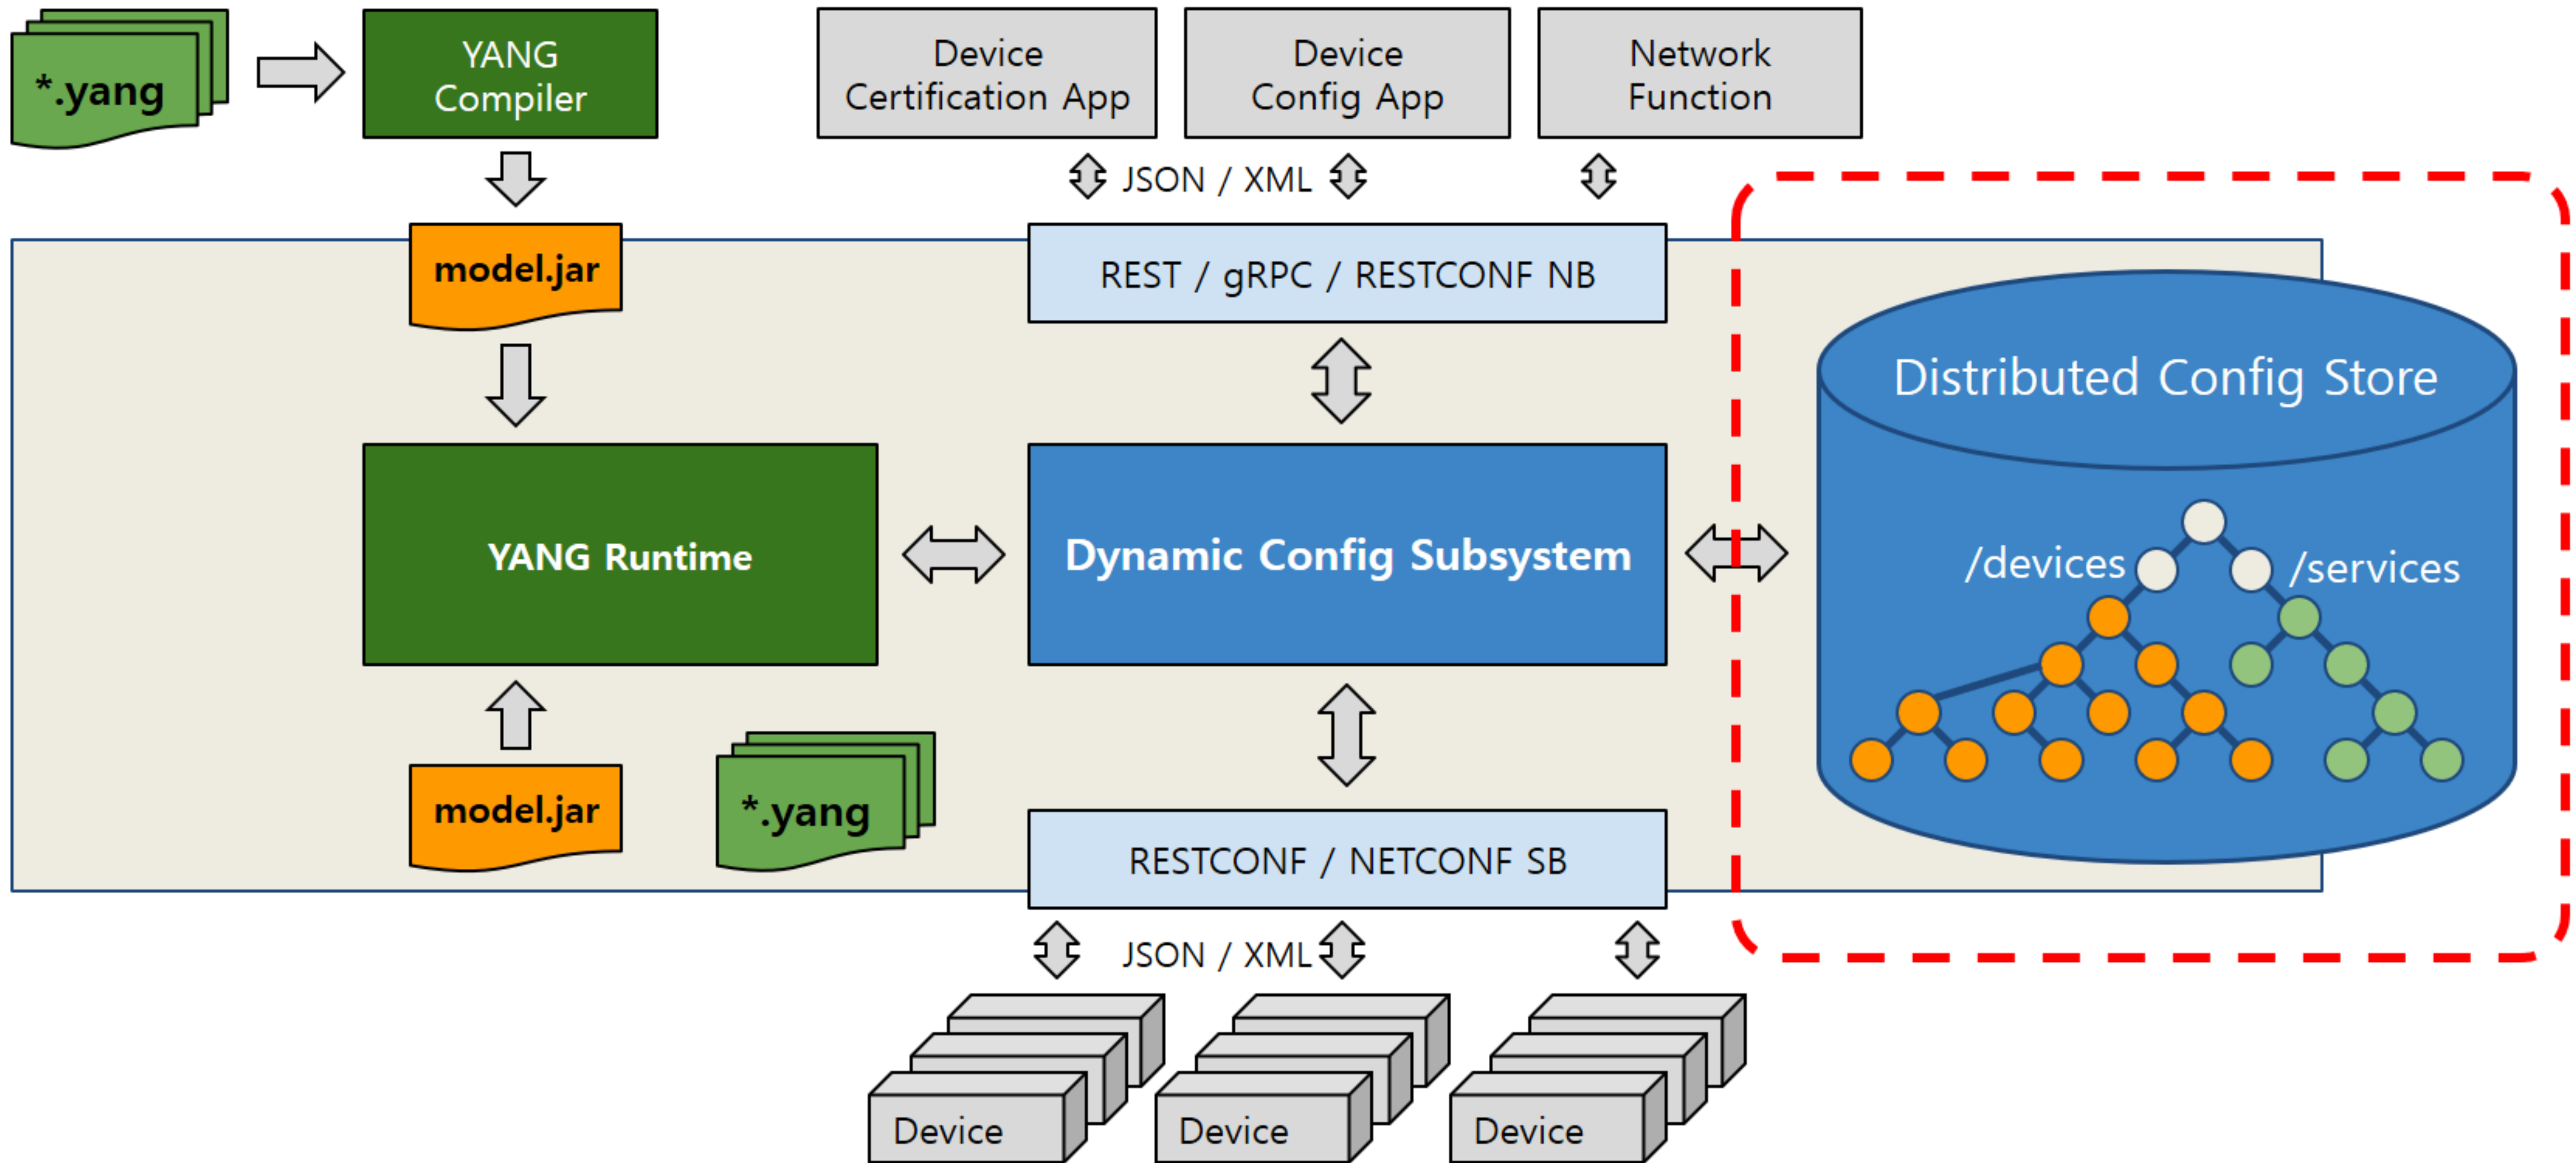 *.yang
YANG
Compiler
Device
Certification App
Device
Config App
Network
Function
JSON / XML
model.jar
REST / gRPC / RESTCONF NB
Distributed Config Store
YANG Runtime
Dynamic Config Subsystem
/devices
/services
model.jar
*.yang
RESTCONF / NETCONF SB
JSON / XML
Device
Device
Device